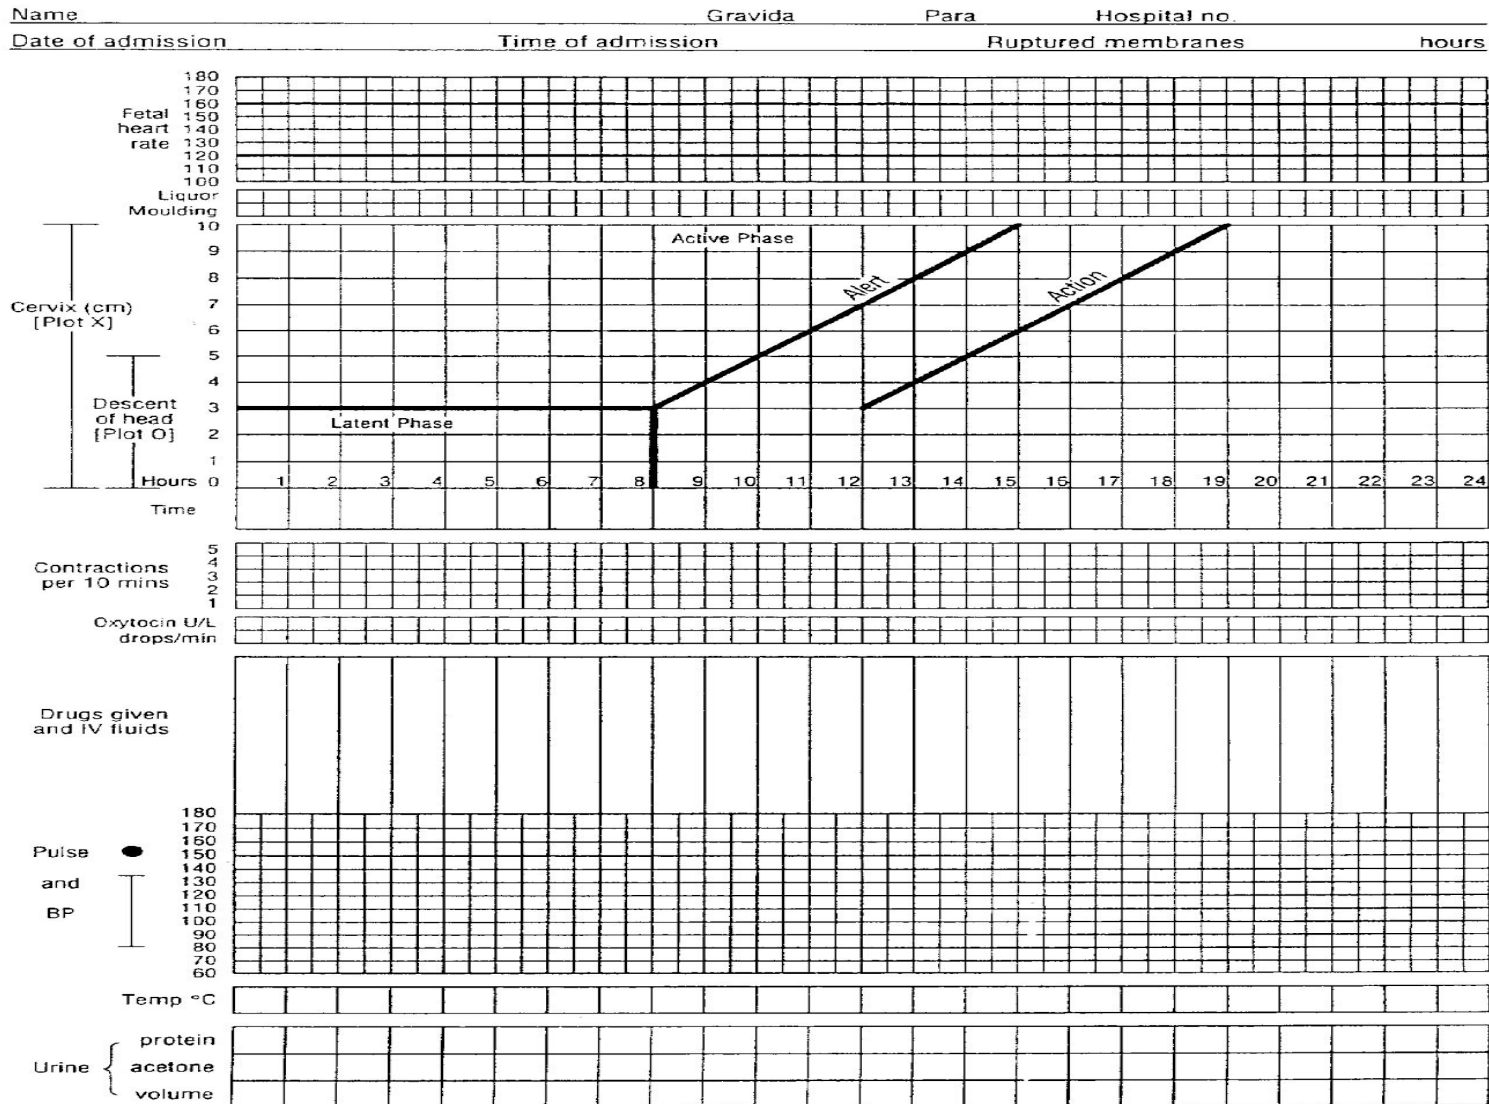 Name Gravida Para Hospital no.
Date of admission Time of admission Ruptured membranes hours
180
170
160
Fetal 150
heart 140
rate 130
120
110
100
Liquor
Moulding
10
Active Phase
9
8
Alert
Action
Cervix (cm) 7
[Plot X]
6
5
4
Descent 3
of head
Latent Phase
[Plot O] 2
1
Hours 0 1 2 3 4 5 6 7 8 9 10 11 12 13 14 15 16 17 18 19 20 21 22 23 24
Time
5
Contractions 4
3
per 10 mins 2
1
Oxytocin U/L
drops/min
Drugs given
and IV fluids
180
170
160
Pulse 150
140
and 130
120
BP 110
100
90
80
70
60
Temp °C
protein
Urine acetone
volume